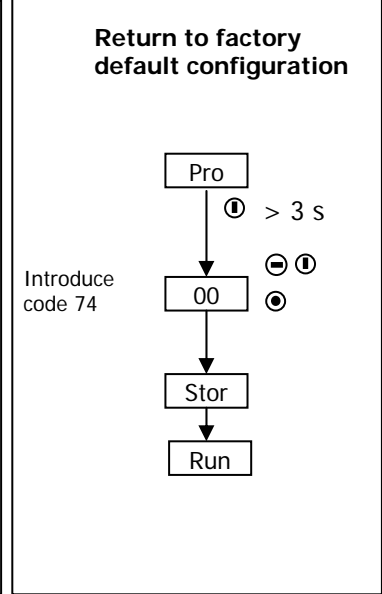 Return to factory
default configuration
Pro
> 3 s
Introduce
code 74
00
Stor
Run